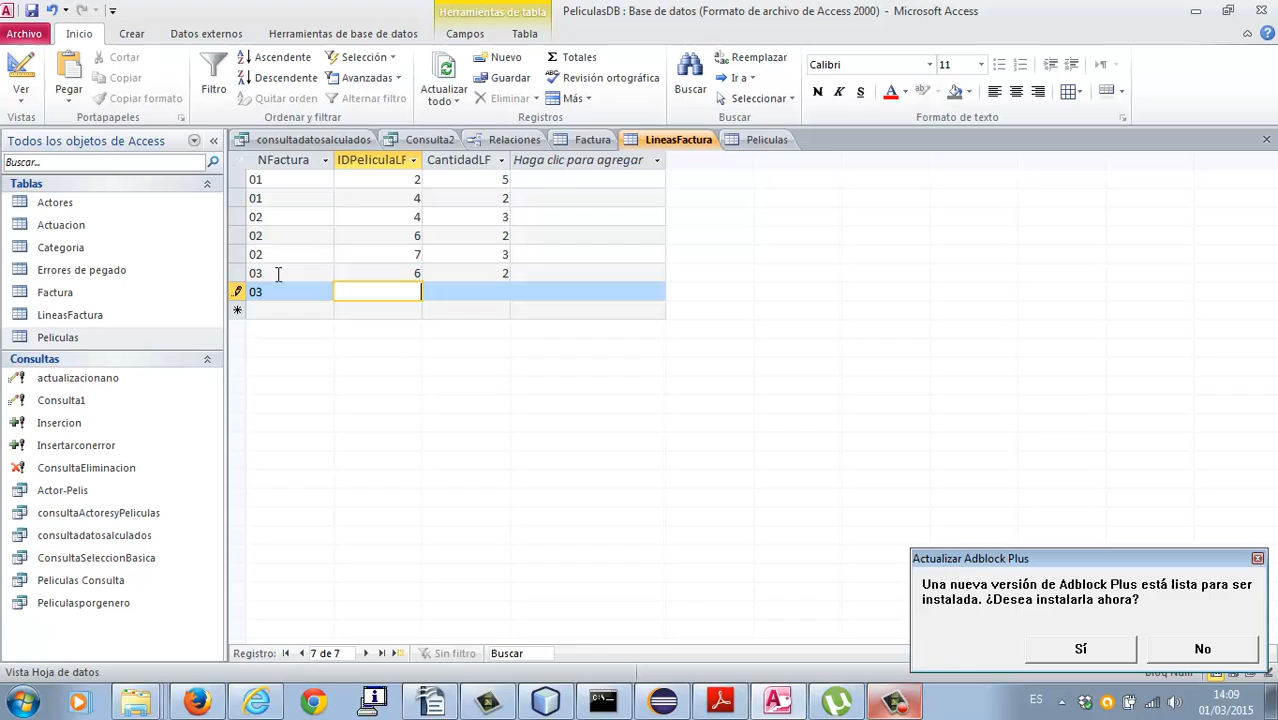 Herramientas de tabla
PeliculasDB : Base de datos (Formato de archivo de Access 2000) - Microsoft Access
Archivo Inicio Crear Datos externos Herramientas de base de datos Campos Tabla
Ver
Vistas
Pegar
Cortar
Copiar
Copiar formato
Portapapeles
Filtro
Ascendente
Descendente
Quitar orden
Selección
Avanzadas
Alternar filtro
Ordenar y filtrar
Actualizar
todo
Nuevo
Guardar
Eliminar
Totales
Revisión ortográfica
Más
Registros
Buscar
Reemplazar
Ir a
Seleccionar
Buscar
Calibri 11
N K S
Formato de texto
Todos los objetos de Access
Buscar...
Tablas
Actores
Actuacion
Categoria
Errores de pegado
Factura
LineasFactura
Peliculas
Consultas
actualizacionano
Consulta1
Insercion
Insertarconerror
ConsultaEliminacion
Actor-Pelis
consultaActoresyPeliculas
consultadatosalculados
ConsultaSeleccionBasica
Peliculas Consulta
Peliculasporgenero
consultadatosalculados Consulta2 Relaciones Factura LineasFactura Peliculas
NFactura IDPeliculaLF CantidadLF Haga clic para agregar
01 2 5
01 4 2
02 4 3
02 6 2
02 7 3
03 6 2
03
Registro: 7 de 7 Sin filtro Buscar
Vista Hoja de datos
Bloq Num
Actualizar Adblock Plus
Una nueva versión de Adblock Plus está lista para ser
instalada. ¿Desea instalarla ahora?
Sí No
ES
14:09
01/03/2015